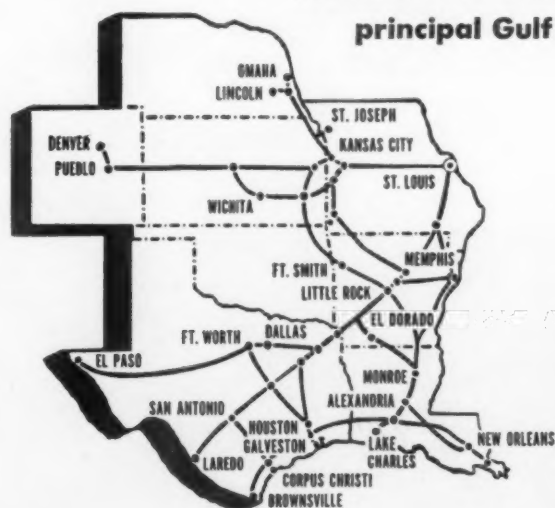 principal Gulf
OMAHA
LINCOLN
ST. JOSEPH
KANSAS CITY
DENVER
PUEBLO
ST. LOUIS
WICHITA
MEMPHIS
FT. SMITH
LITTLE ROCK
EL DORADO
FT. WORTH
DALLAS
EL PASO
MONROE
ALEXANDRIA
SAN ANTONIO
HOUSTON
GALVESTON
NEW ORLEANS
LAKE
CHARLES
LAREDO
CORPUS CHRISTI
BROWNSVILLE